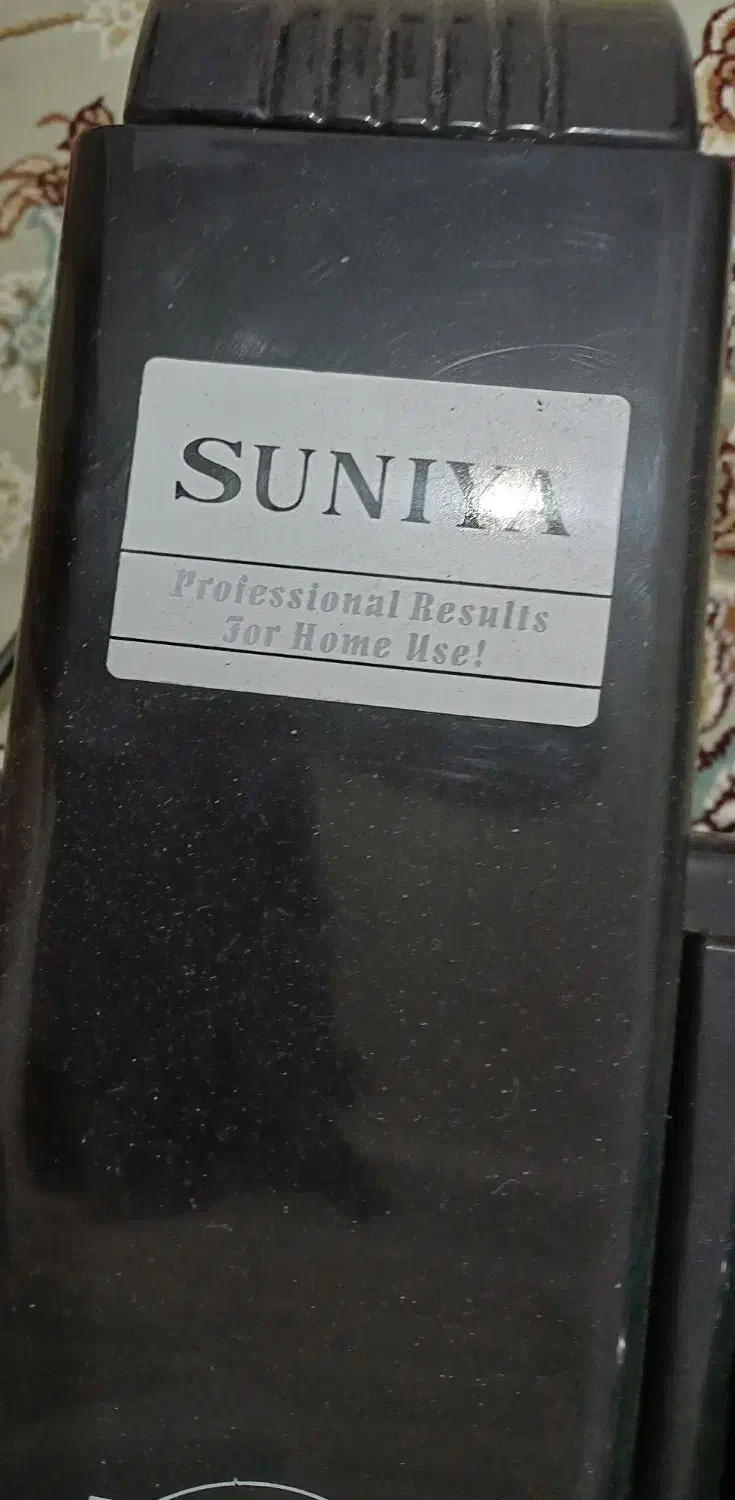 SUNIYA
Professional Results
For Home Use!